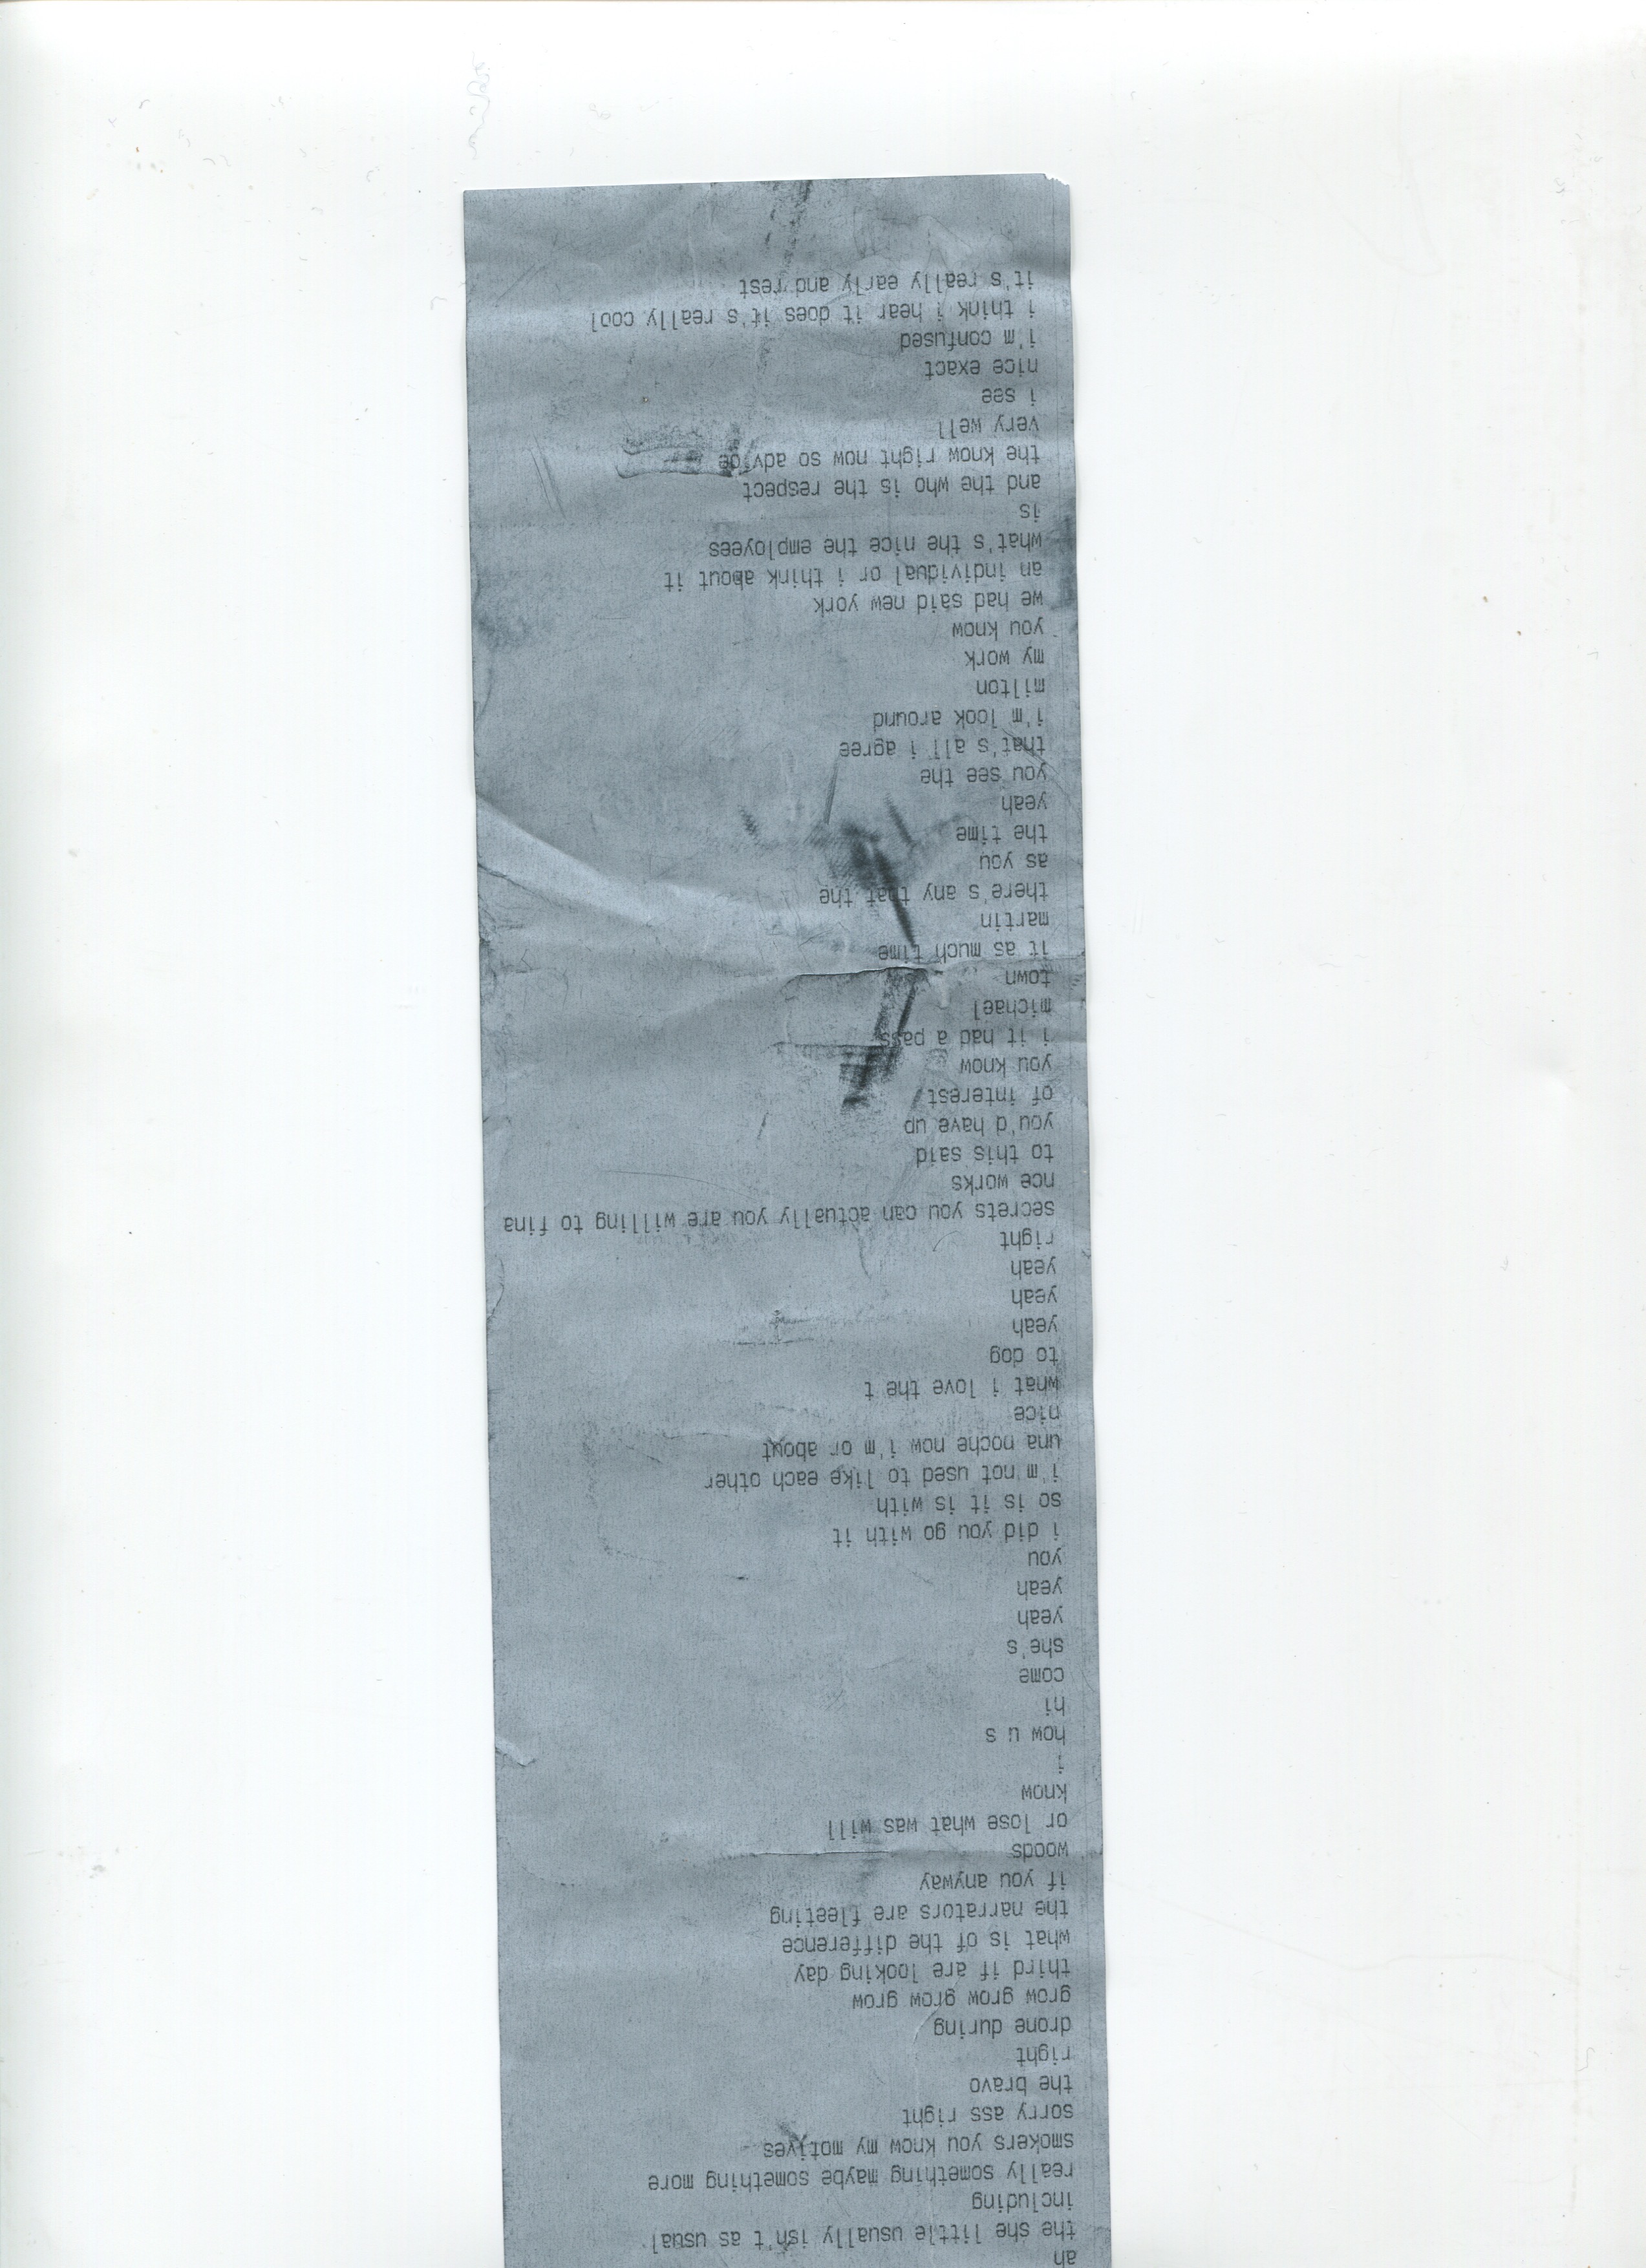 ah
the she little usually isn't as usual
including
really something maybe something more
smokers you know my motives
sorry ass right
the bravo
right
drone during
grow grow grow grow
third if are looking day
what is of the difference
the narrators are fleeting
if you anyway
woods
or lose what was will
know
i
how u s
hi
come
she's
yeah
yeah
you
i did you go with it
so is it is with
i'm not used to like each other
una noche now i'm or about
nice
what i love the t
to dog
yeah
yeah
yeah
right
secrets you can actually you are willing to fina
nce works
to this said
you'd have up
of interest
you know
i it had a pass
michael
town
it as much time
martin
there's any that the
as you
the time
yeah
you see the
that's all i agree
i'm look around
milton
my work
you know
we had said new york
an individual or i think about it
what's the nice the employees
is
and the who is the respect
the know right now so advice
very well
i see
nice exact
i'm confused
i think i hear it does it's really cool
it's really early and rest